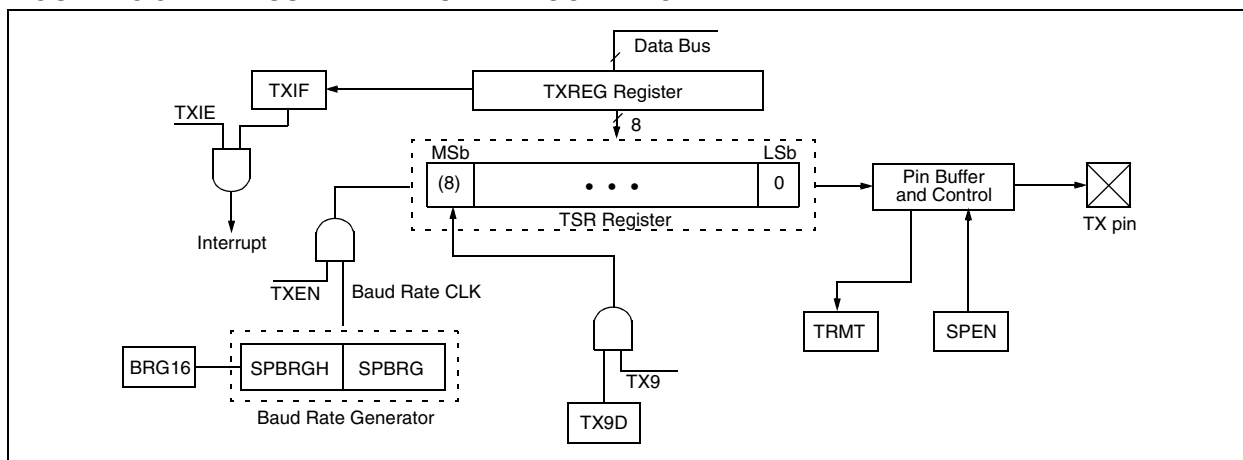 Data Bus
TXIF
TXREG Register
TXIE
8
MSb
LSb
(8)
• • •
0
Pin Buffer
and Control
TSR Register
TX pin
Interrupt
TXEN
Baud Rate CLK
TRMT
SPEN
BRG16
SPBRGH
SPBRG
TX9
Baud Rate Generator
TX9D